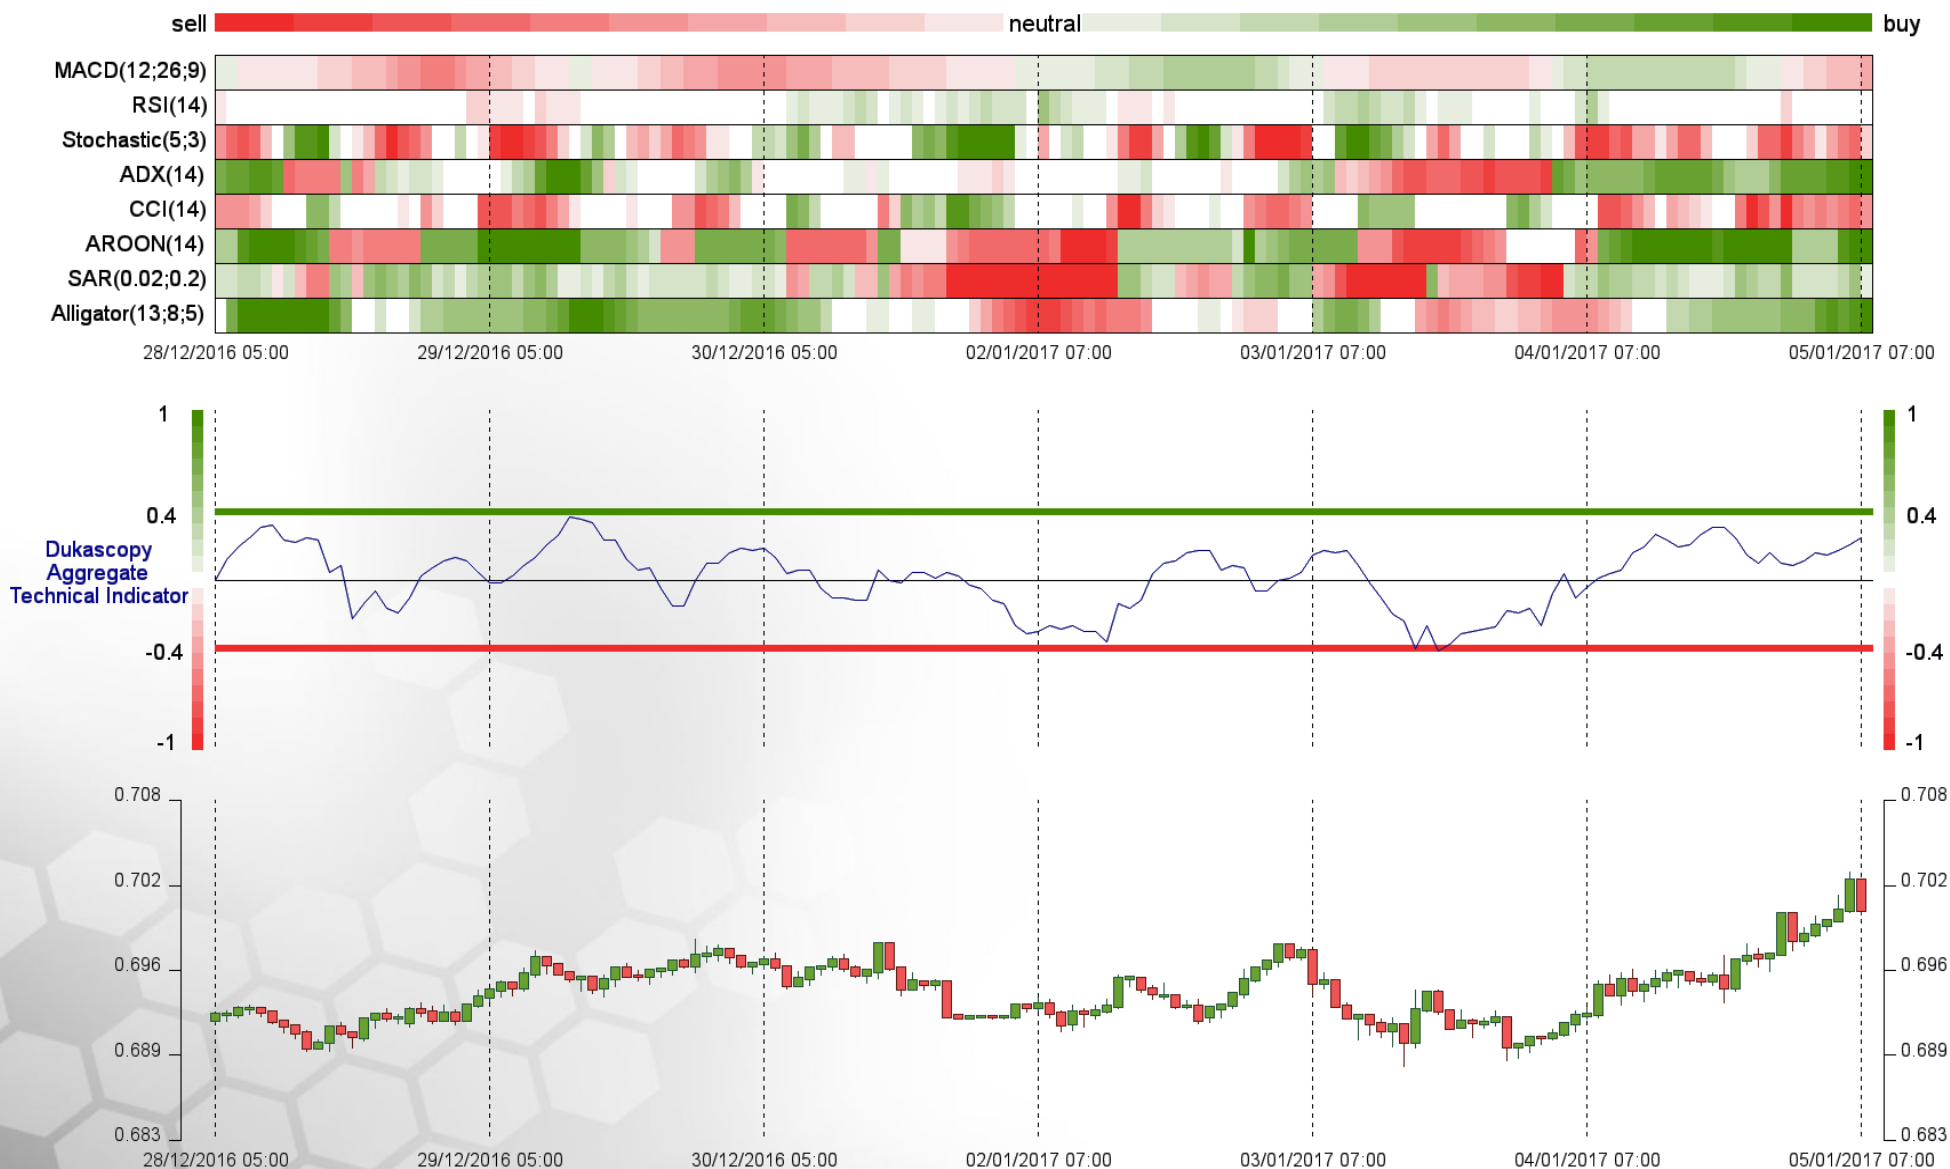 sell neutral buy
MACD(12;26;9)
RSI(14)
Stochastic(5;3)
ADX(14)
CCI(14)
AROON(14)
SAR(0.02;0.2)
Alligator(13;8;5)
28/12/2016 05:00 29/12/2016 05:00 30/12/2016 05:00 02/01/2017 07:00 03/01/2017 07:00 04/01/2017 07:00 05/01/2017 07:00
1 1
0.4 0.4
Dukascopy
Aggregate
Technical Indicator
-0.4 -0.4
-1 -1
0.708 0.708
0.702 0.702
0.696 0.696
0.689 0.689
0.683 0.683
28/12/2016 05:00 29/12/2016 05:00 30/12/2016 05:00 02/01/2017 07:00 03/01/2017 07:00 04/01/2017 07:00 05/01/2017 07:00